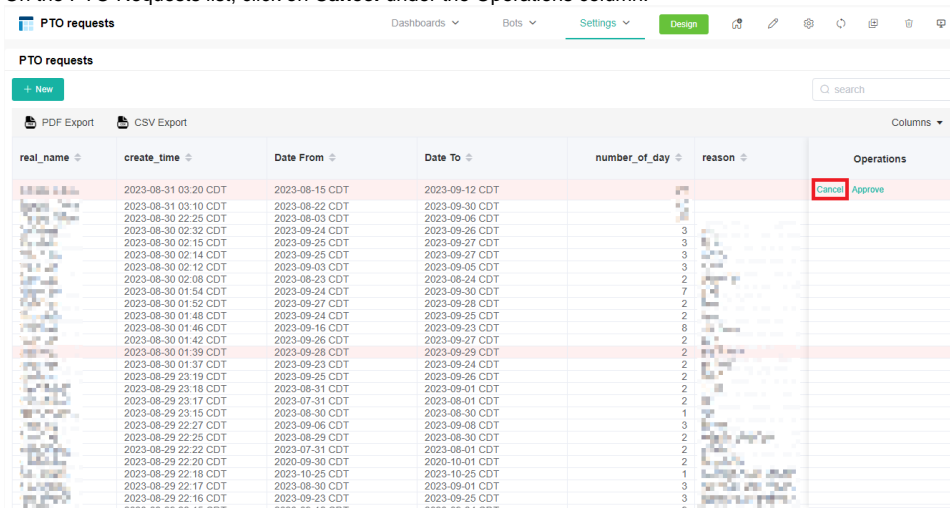 On the PTO Requests list, click on Cancel under the Operations column.
PTO requests Dashboards Bots Settings Design
PTO requests
+ New search
PDF Export CSV Export Columns
real_name create_time Date From Date To number_of_day reason Operations
2023-08-31 03:20 CDT 2023-08-15 CDT 2023-09-12 CDT Cancel Approve
2023-08-31 03:10 CDT 2023-08-22 CDT 2023-09-30 CDT
2023-08-30 22:25 CDT 2023-08-03 CDT 2023-09-06 CDT
2023-08-30 02:32 CDT 2023-09-24 CDT 2023-09-26 CDT 3
2023-08-30 02:15 CDT 2023-09-25 CDT 2023-09-27 CDT 3
2023-08-30 02:14 CDT 2023-09-25 CDT 2023-09-27 CDT 3
2023-08-30 02:12 CDT 2023-09-03 CDT 2023-09-05 CDT 3
2023-08-30 02:08 CDT 2023-08-23 CDT 2023-08-24 CDT 2
2023-08-30 01:54 CDT 2023-09-24 CDT 2023-09-30 CDT 7
2023-08-30 01:52 CDT 2023-09-27 CDT 2023-09-28 CDT 2
2023-08-30 01:48 CDT 2023-09-24 CDT 2023-09-25 CDT 2
2023-08-30 01:46 CDT 2023-09-16 CDT 2023-09-23 CDT 8
2023-08-30 01:42 CDT 2023-09-26 CDT 2023-09-27 CDT 2
2023-08-30 01:39 CDT 2023-09-28 CDT 2023-09-29 CDT 2
2023-08-30 01:37 CDT 2023-09-23 CDT 2023-09-24 CDT 2
2023-08-29 23:19 CDT 2023-09-25 CDT 2023-09-26 CDT 2
2023-08-29 23:18 CDT 2023-08-31 CDT 2023-09-01 CDT 2
2023-08-29 23:17 CDT 2023-07-31 CDT 2023-08-01 CDT 2
2023-08-29 23:15 CDT 2023-08-30 CDT 2023-08-30 CDT 1
2023-08-29 22:27 CDT 2023-09-06 CDT 2023-09-08 CDT 3
2023-08-29 22:25 CDT 2023-08-29 CDT 2023-08-30 CDT 2
2023-08-29 22:22 CDT 2023-07-31 CDT 2023-08-01 CDT 2
2023-08-29 22:20 CDT 2020-09-30 CDT 2020-10-01 CDT 2
2023-08-29 22:18 CDT 2023-10-25 CDT 2023-10-25 CDT 1
2023-08-29 22:17 CDT 2023-08-30 CDT 2023-09-01 CDT 3
2023-08-29 22:16 CDT 2023-09-23 CDT 2023-09-25 CDT 3